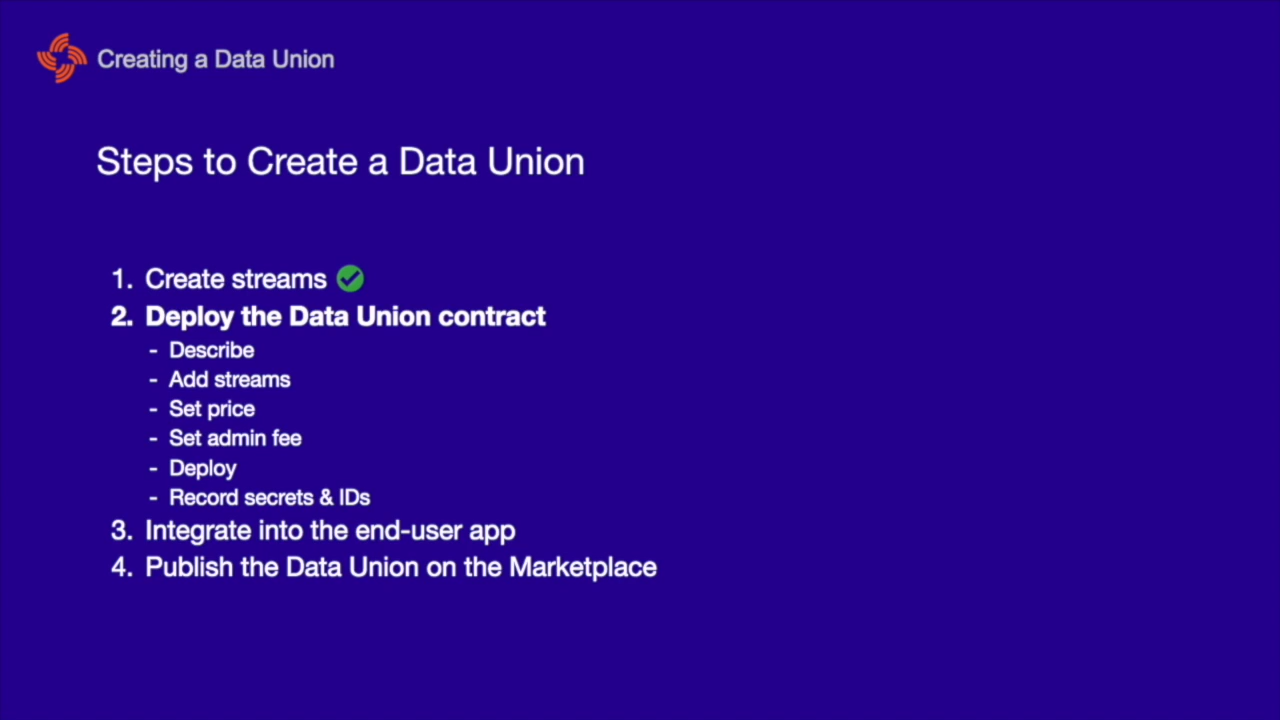 Creating a Data Union
Steps to Create a Data Union
1. Create streams
2. Deploy the Data Union contract
- Describe
- Add streams
- Set price
- Set admin fee
- Deploy
- Record secrets & IDs
3. Integrate into the end-user app
4. Publish the Data Union on the Marketplace